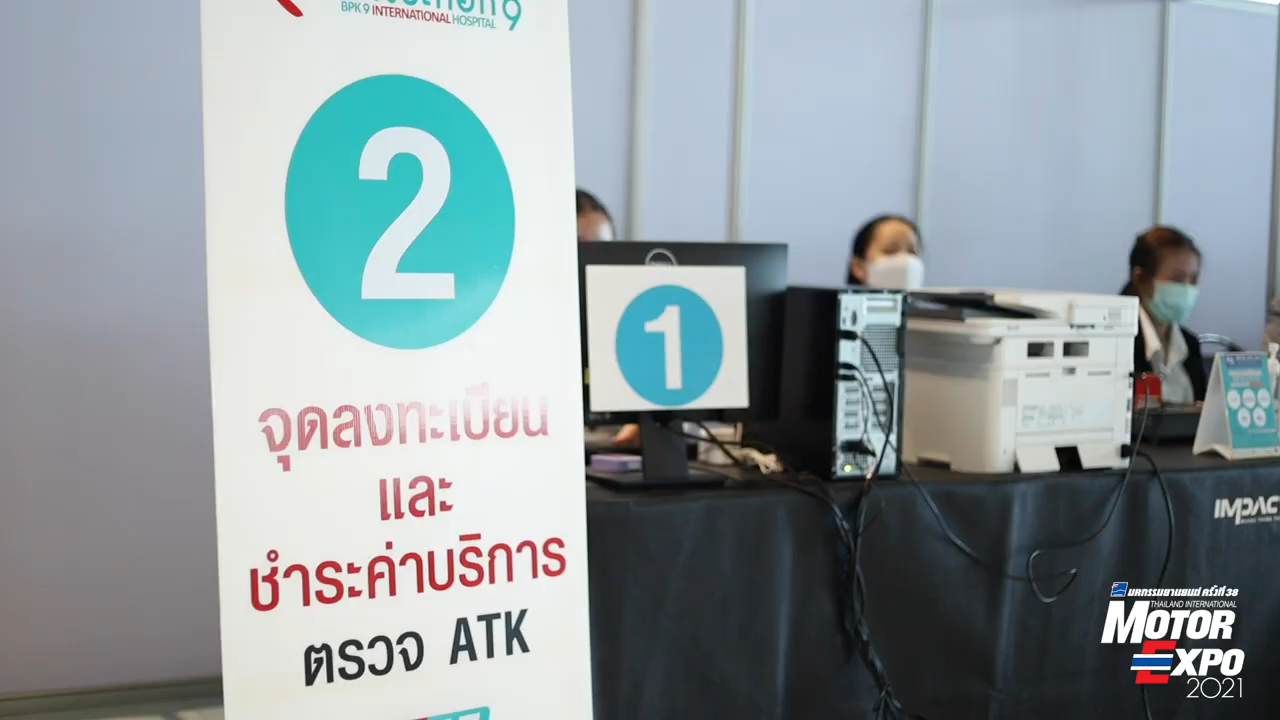 BPK 9 INTERNATIONAL HOSPITAL
2
จุดลงทะเบียน
และ
ชำระค่าบริการ
ตรวจ ATK
1
IMPACT
มหกรรมยานยนต์ ครั้งที่ 38
THAILAND INTERNATIONAL
MOTOR
EXPO
2021